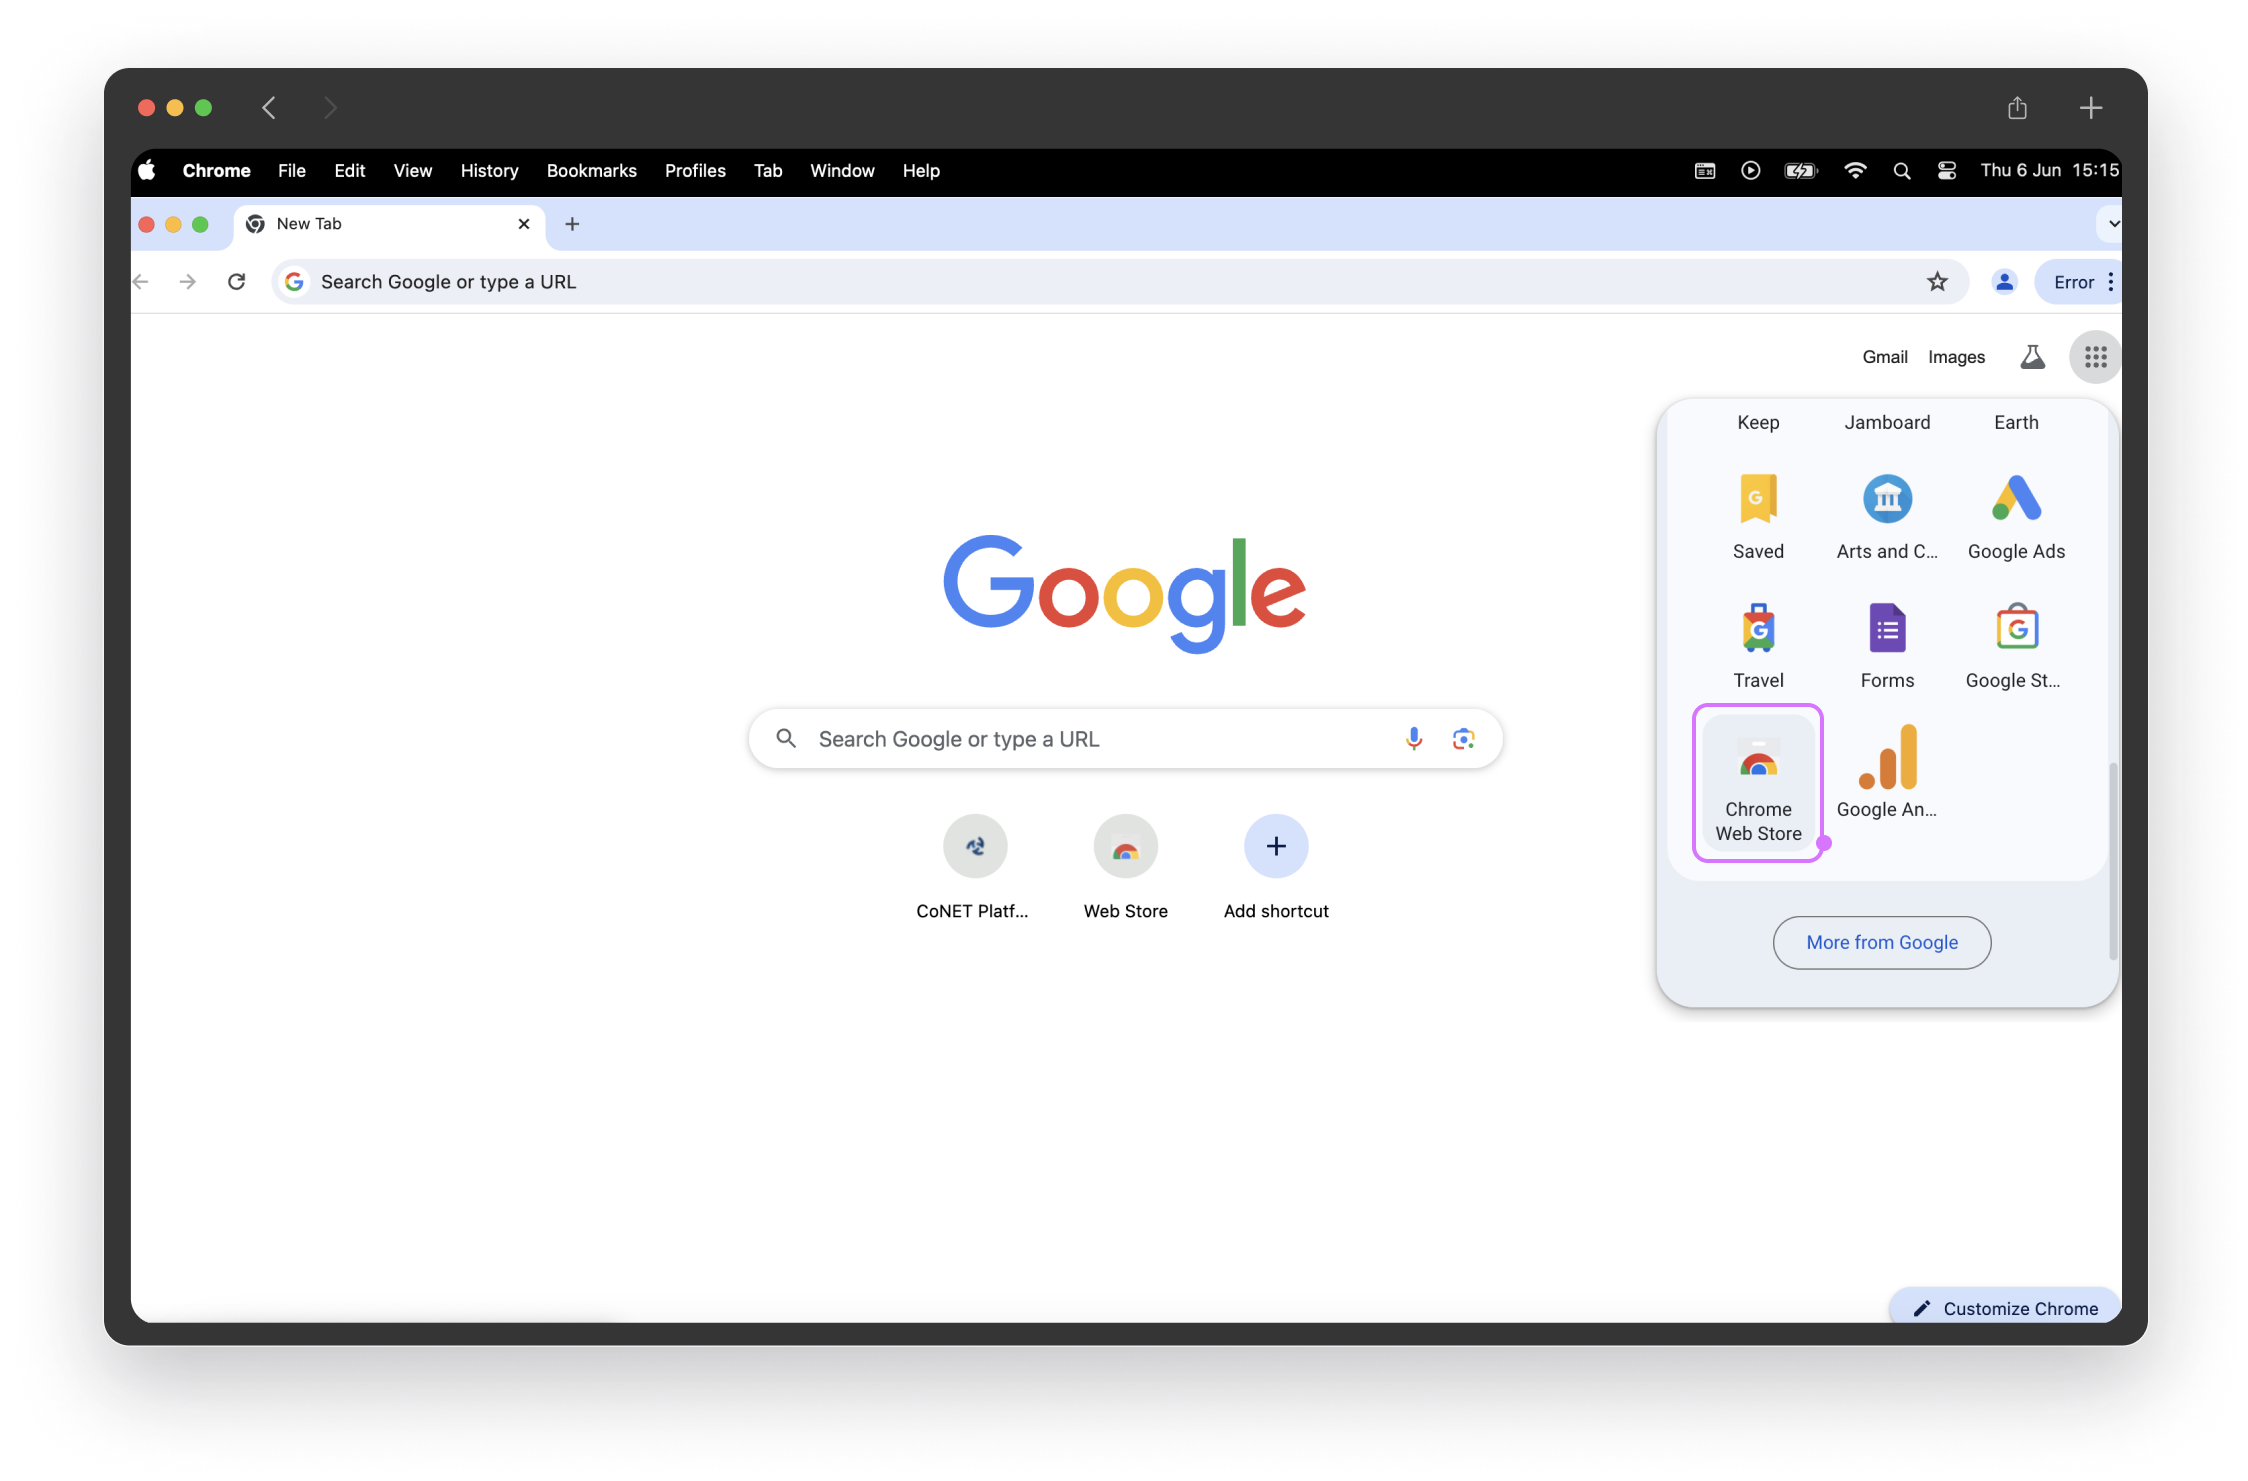 Chrome File Edit View History Bookmarks Profiles Tab Window Help Thu 6 Jun 15:15
New Tab
Search Google or type a URL Error
Gmail Images
Keep Jamboard Earth
Saved Arts and C... Google Ads
Travel Forms Google St...
Chrome
Web Store
Google An...
More from Google
Google
Search Google or type a URL
CoNET Platf... Web Store Add shortcut
Customize Chrome